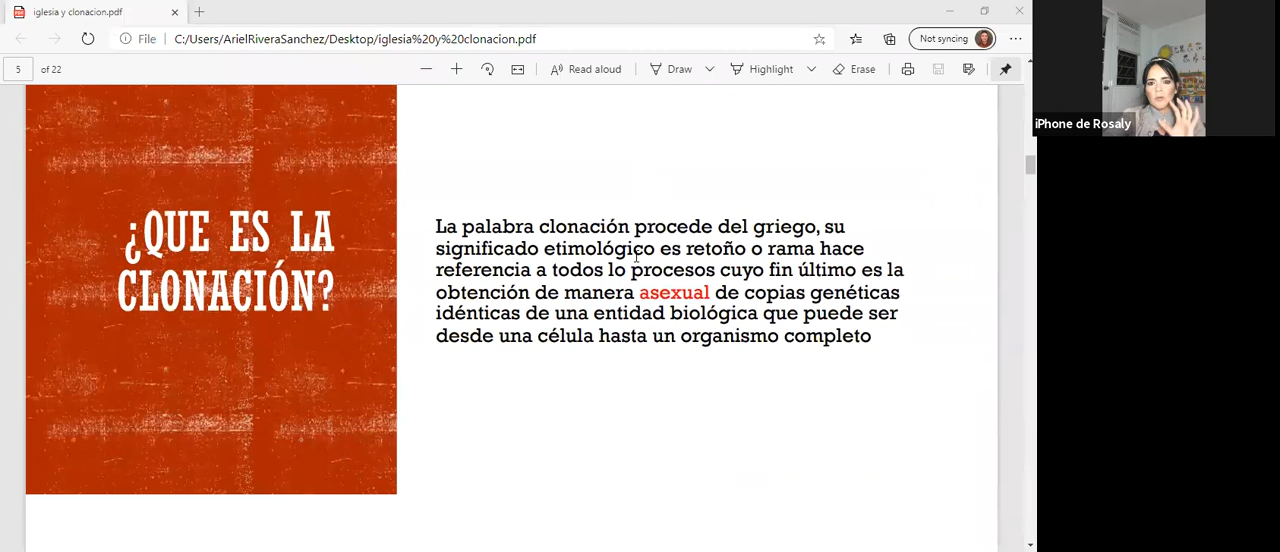 iglesia y clonacion.pdf
File
C:/Users/ArielRiveraSanchez/Desktop/iglesia%20y%20clonacion.pdf
Not syncing
5 of 22
Read aloud
Draw
Highlight
Erase
iPhone de Rosaly
¿QUE ES LA
CLONACIÓN?
La palabra clonación procede del griego, su
significado etimológico es retoño o rama hace
referencia a todos lo procesos cuyo fin último es la
obtención de manera asexual de copias genéticas
idénticas de una entidad biológica que puede ser
desde una célula hasta un organismo completo